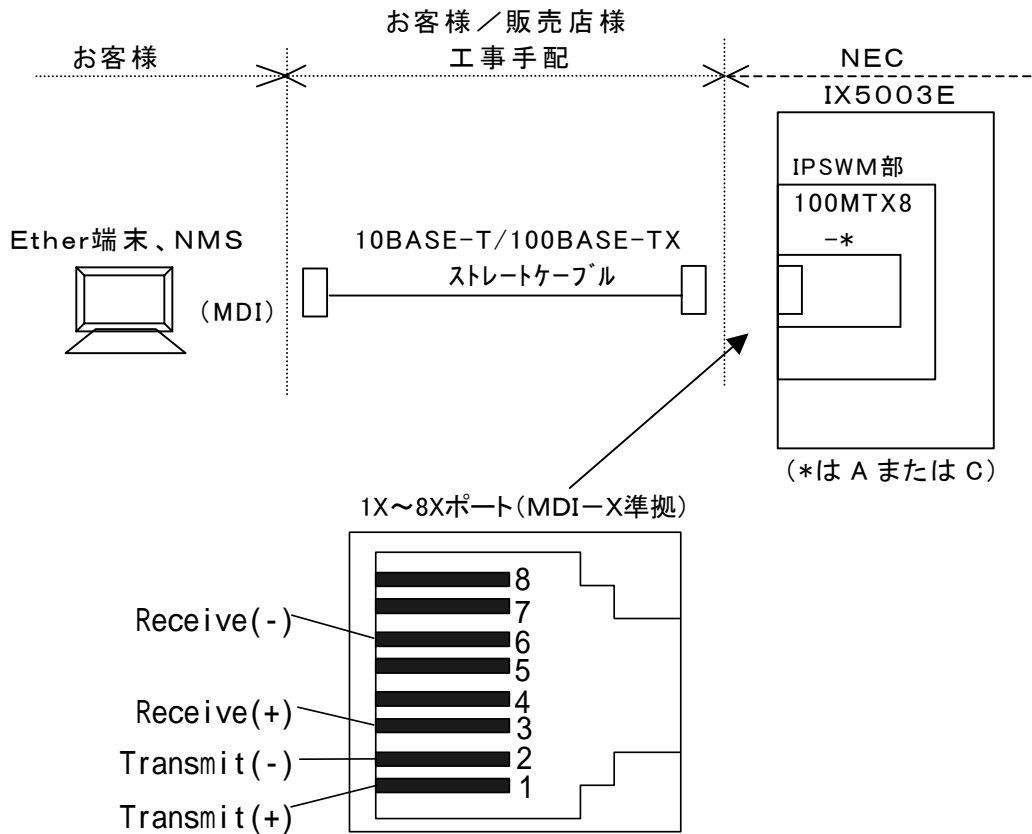 お客様
お客様／販売店様
工事手配
NEC
IX5003E
IPSWM部
100MTX8
-*
Ether端末、NMS
(MDI)
10BASE-T/100BASE-TX
ストレートケーブル
(*は A または C)
1X～8Xポート(MDI－X準拠)
8
7
Receive(-)
6
5
4
Receive(+)
3
Transmit(-)
2
1
Transmit(+)